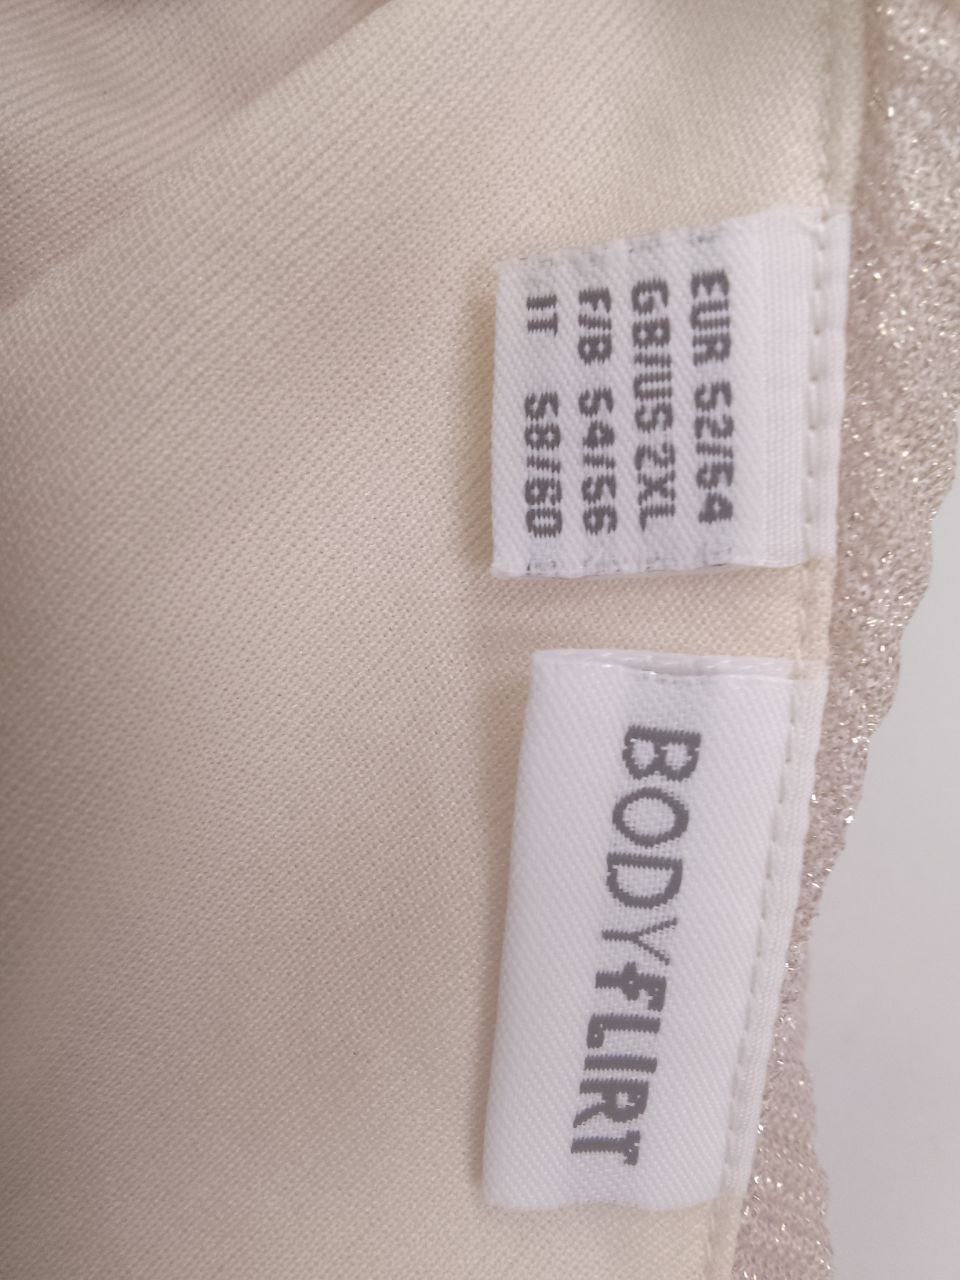 EUR 52/54
GB/US 2XL
F/B 54/56
IT 58/60
BODYFLIRT